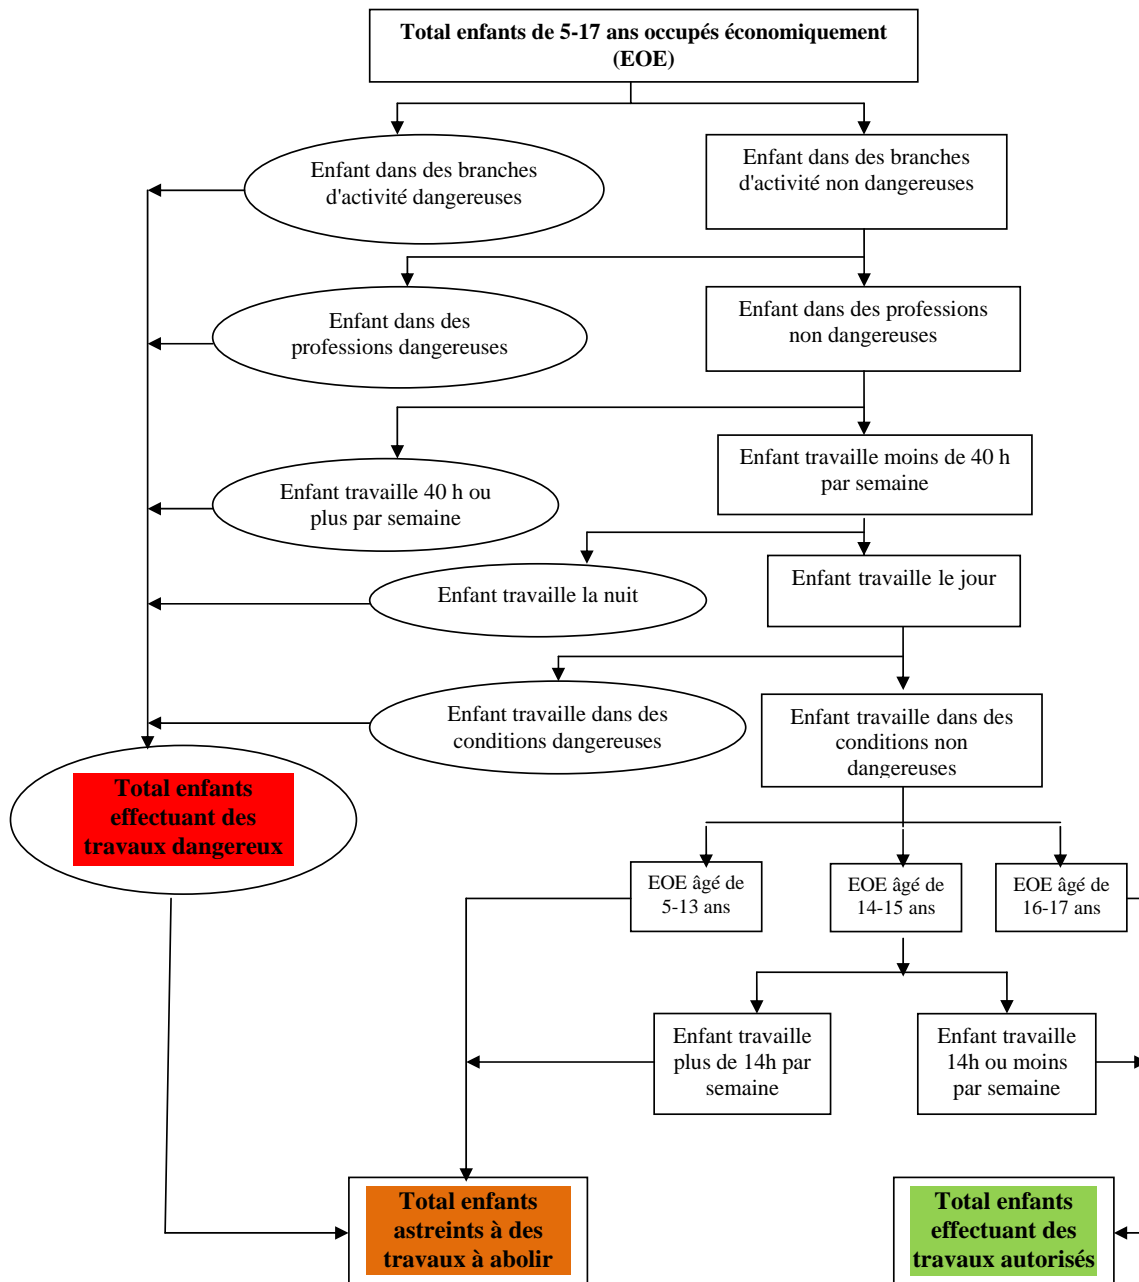 Total enfants de 5-17 ans occupés économiquement
(EOE)
Enfant dans des branches
d'activité dangereuses
Enfant dans des branches
d'activité non dangereuses
Enfant dans des
professions dangereuses
Enfant dans des professions
non dangereuses
Enfant travaille 40 h ou
plus par semaine
Enfant travaille moins de 40 h
par semaine
Enfant travaille la nuit
Enfant travaille le jour
Enfant travaille dans des
conditions dangereuses
Enfant travaille dans des
conditions non
dangereuses
Total enfants
effectuant des
travaux dangereux
EOE âgé de
5-13 ans
EOE âgé de
14-15 ans
EOE âgé de
16-17 ans
Enfant travaille
plus de 14h par
semaine
Enfant travaille
14h ou moins
par semaine
Total enfants
astreints à des
travaux à abolir
Total enfants
effectuant des
travaux autorisés